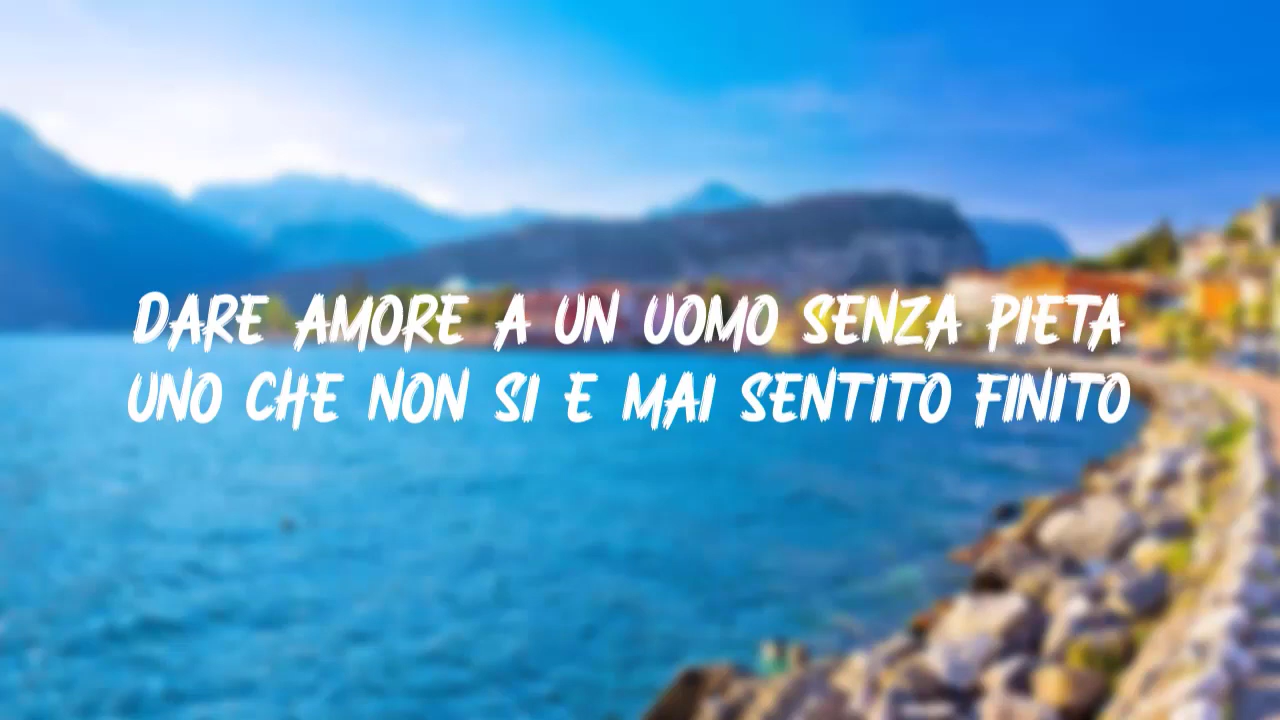 DARE AMORE A UN UOMO SENZA PIETA
UNO CHE NON SI E MAI SENTITO FINITO